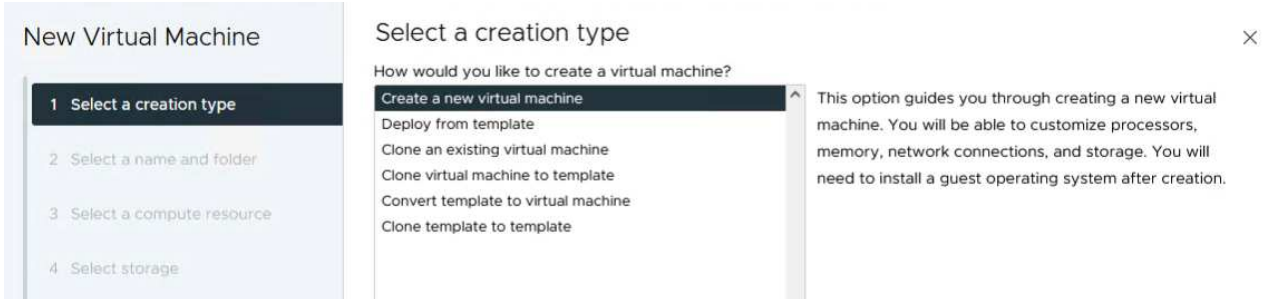 New Virtual Machine
1 Select a creation type
2 Select a name and folder
3 Select a compute resource
4 Select storage
Select a creation type
How would you like to create a virtual machine?
Create a new virtual machine
Deploy from template
Clone an existing virtual machine
Clone virtual machine to template
Convert template to virtual machine
Clone template to template
This option guides you through creating a new virtual
machine. You will be able to customize processors,
memory, network connections, and storage. You will
need to install a guest operating system after creation.